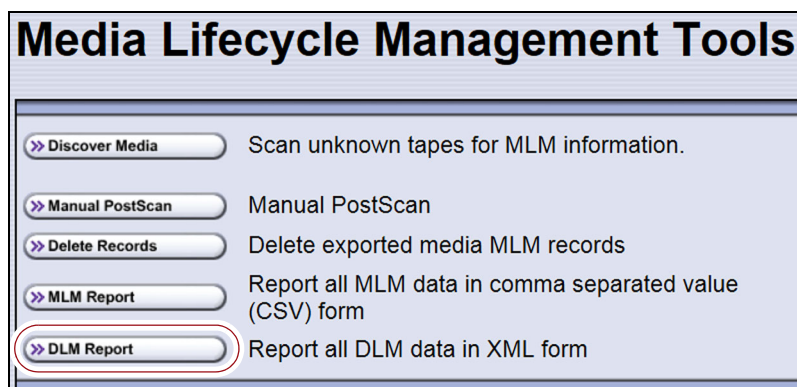 Media Lifecycle Management Tools
Discover Media Scan unknown tapes for MLM information.
Manual PostScan Manual PostScan
Delete Records Delete exported media MLM records
MLM Report Report all MLM data in comma separated value
(CSV) form
DLM Report Report all DLM data in XML form